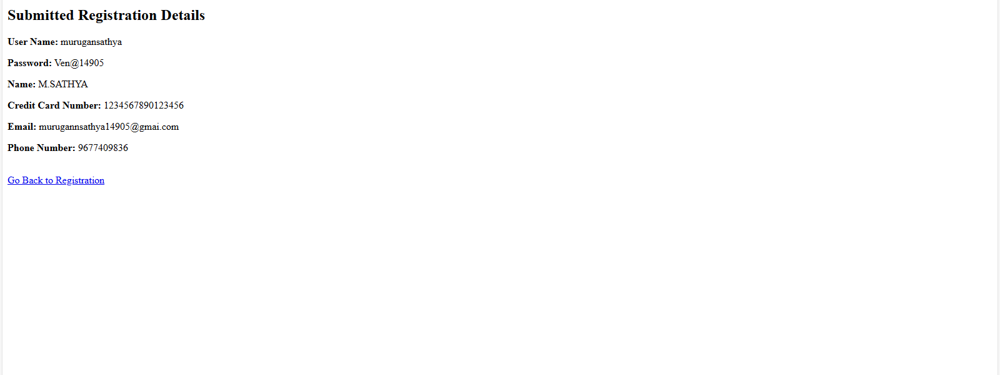 Submitted Registration Details
User Name: murugansathya
Password: Ven@14905
Name: M.SATHYA
Credit Card Number: 1234567890123456
Email: murugannsathya14905@gmai.com
Phone Number: 9677409836
Go Back to Registration